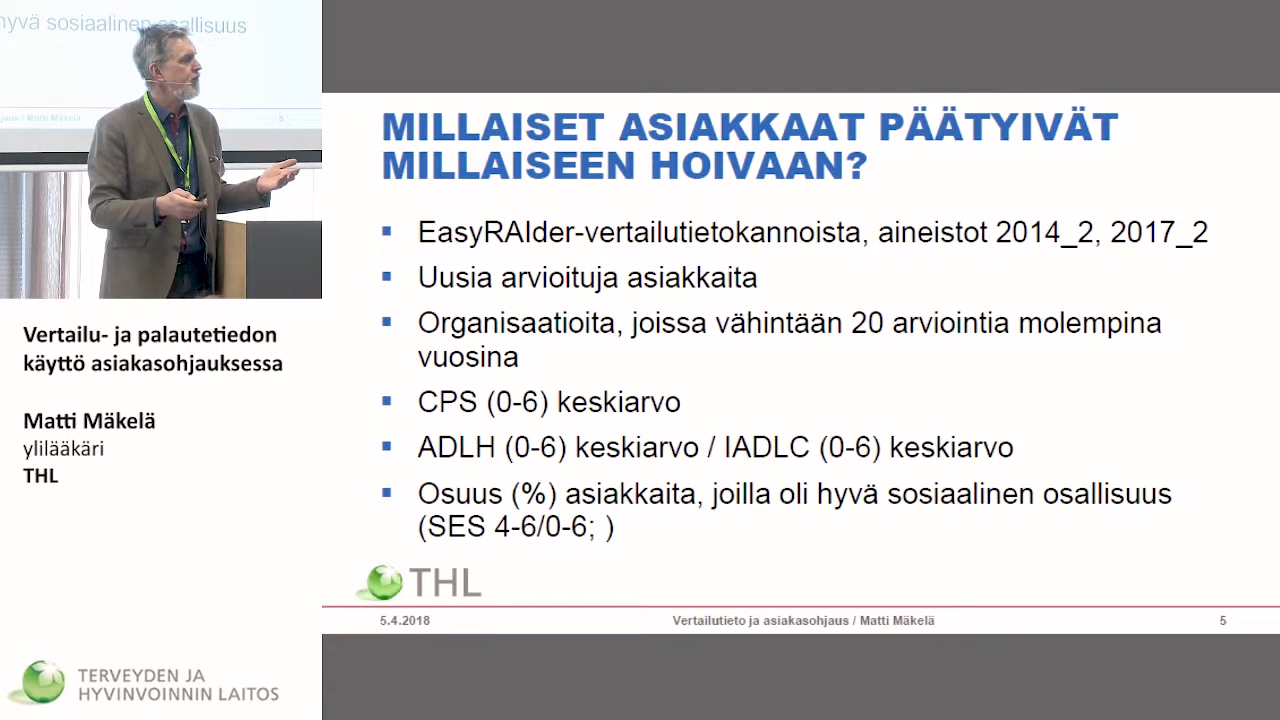 hyvä sosiaalinen osallisuus
/ Matti Mäkelä
5
Vertailu- ja palautetiedon
käyttö asiakasohjauksessa
Matti Mäkelä
ylilääkäri
THL
TERVEYDEN JA
HYVINVOINNIN LAITOS
MILLAISET ASIAKKAAT PÄÄTYIVÄT
MILLAISEEN HOIVAAN?
▪ EasyRAIder-vertailutietokannoista, aineistot 2014_2, 2017_2
▪ Uusia arvioituja asiakkaita
▪ Organisaatioita, joissa vähintään 20 arviointia molempina
vuosina
▪ CPS (0-6) keskiarvo
▪ ADLH (0-6) keskiarvo / IADLC (0-6) keskiarvo
▪ Osuus (%) asiakkaita, joilla oli hyvä sosiaalinen osallisuus
(SES 4-6/0-6; )
THL
5.4.2018 Vertailutieto ja asiakasohjaus / Matti Mäkelä 5